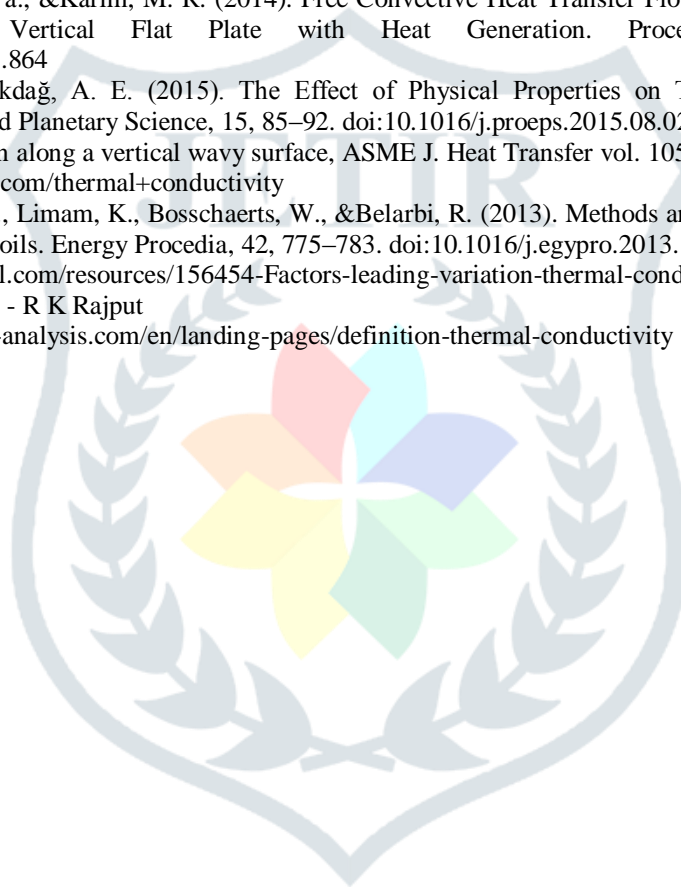 a., &Karim, M. R. (2014). Free Convective Heat Transfer Flo
Vertical Flat Plate with Heat Generation. Proce
.864
kdağ, A. E. (2015). The Effect of Physical Properties on T
d Planetary Science, 15, 85–92. doi:10.1016/j.proeps.2015.08.02
n along a vertical wavy surface, ASME J. Heat Transfer vol. 105
.com/thermal+conductivity
., Limam, K., Bosschaerts, W., &Belarbi, R. (2013). Methods an
oils. Energy Procedia, 42, 775–783. doi:10.1016/j.egypro.2013.
l.com/resources/156454-Factors-leading-variation-thermal-cond
- R K Rajput
-analysis.com/en/landing-pages/definition-thermal-conductivity
JETIR